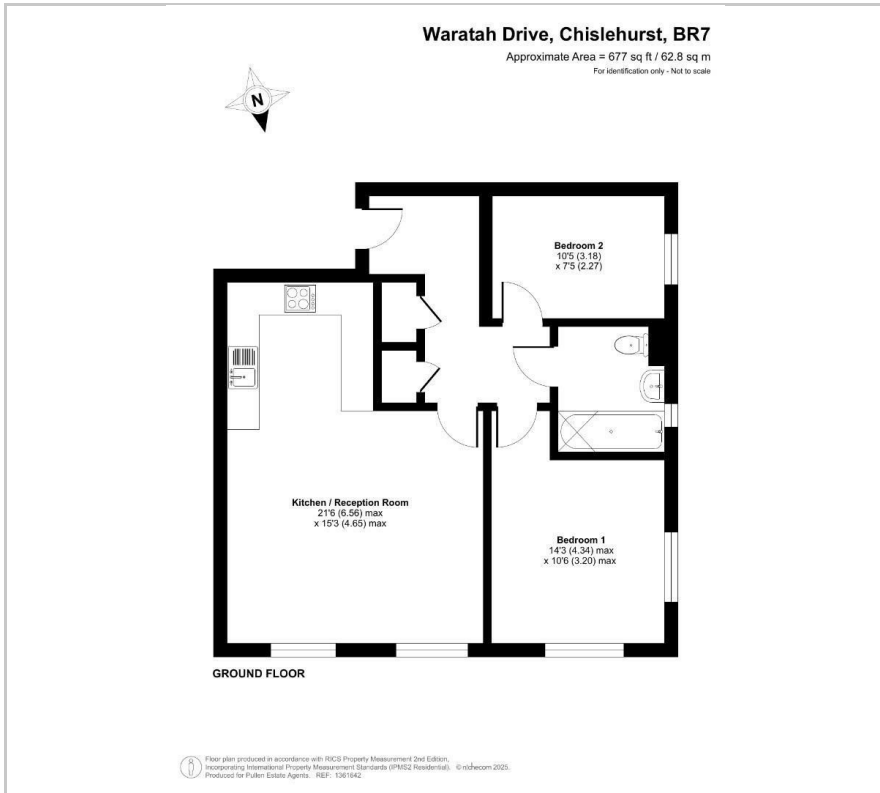 Waratah Drive, Chislehurst, BR7
Approximate Area = 677 sq ft / 62.8 sq m
For identification only - Not to scale
N
Bedroom 2
10'5 (3.18)
x 7'5 (2.27)
Kitchen / Reception Room
21'6 (6.56) max
x 15'3 (4.65) max
Bedroom 1
14'3 (4.34) max
x 10'6 (3.20) max
GROUND FLOOR
Floor plan produced in accordance with RICS Property Measurement 2nd Edition,
Incorporating International Property Measurement Standards (IPMS2 Residential). © nichecom 2025.
Produced for Pullen Estate Agents. REF: 1361642